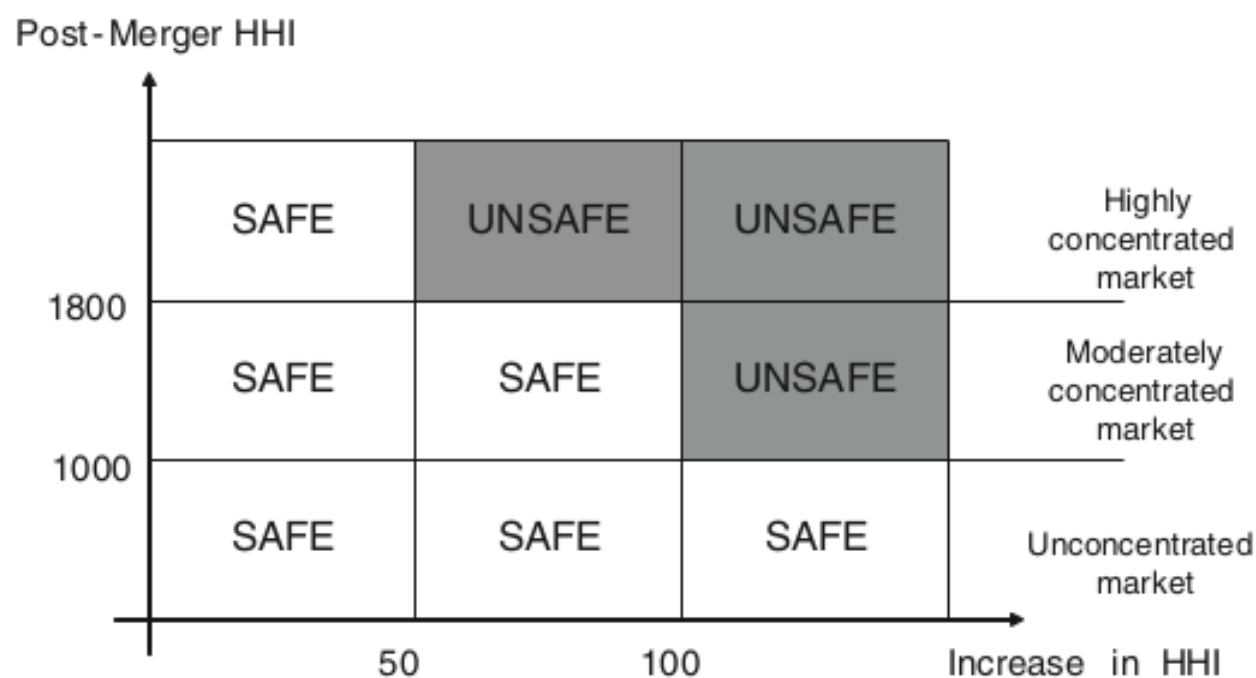 Post-Merger HHI
SAFE UNSAFE UNSAFE
Highly
concentrated
market
1800
SAFE SAFE UNSAFE
Moderately
concentrated
market
1000
SAFE SAFE SAFE
Unconcentrated
market
50 100 Increase in HHI